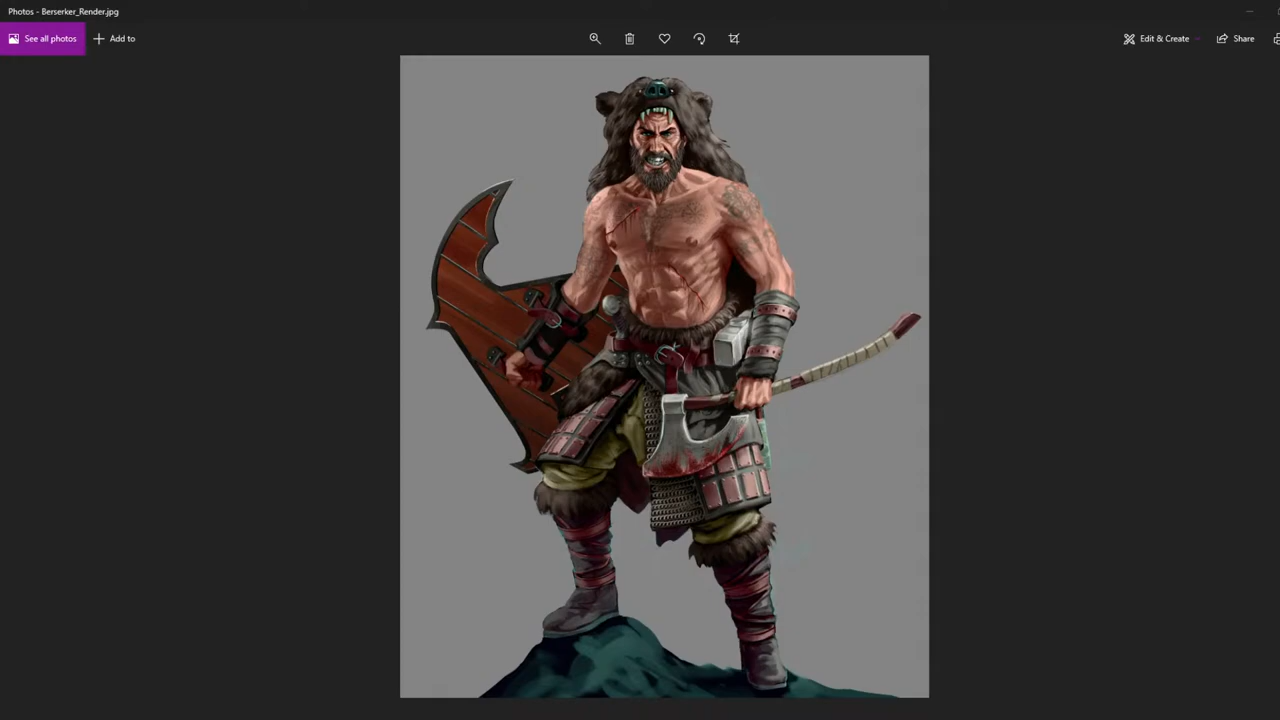 Photos - Berserker_Render.jpg
See all photos
Add to
Edit & Create
Share